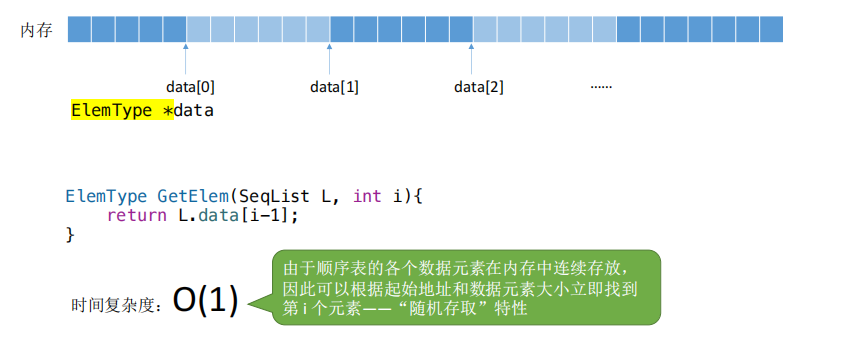 内存
data[0] data[1] data[2] ......
ElemType *data
ElemType GetElem(SeqList L, int i){
return L.data[i-1];
}
由于顺序表的各个数据元素在内存中连续存放，
因此可以根据起始地址和数据元素大小立即找到
第 i 个元素——“随机存取”特性
时间复杂度：O(1)